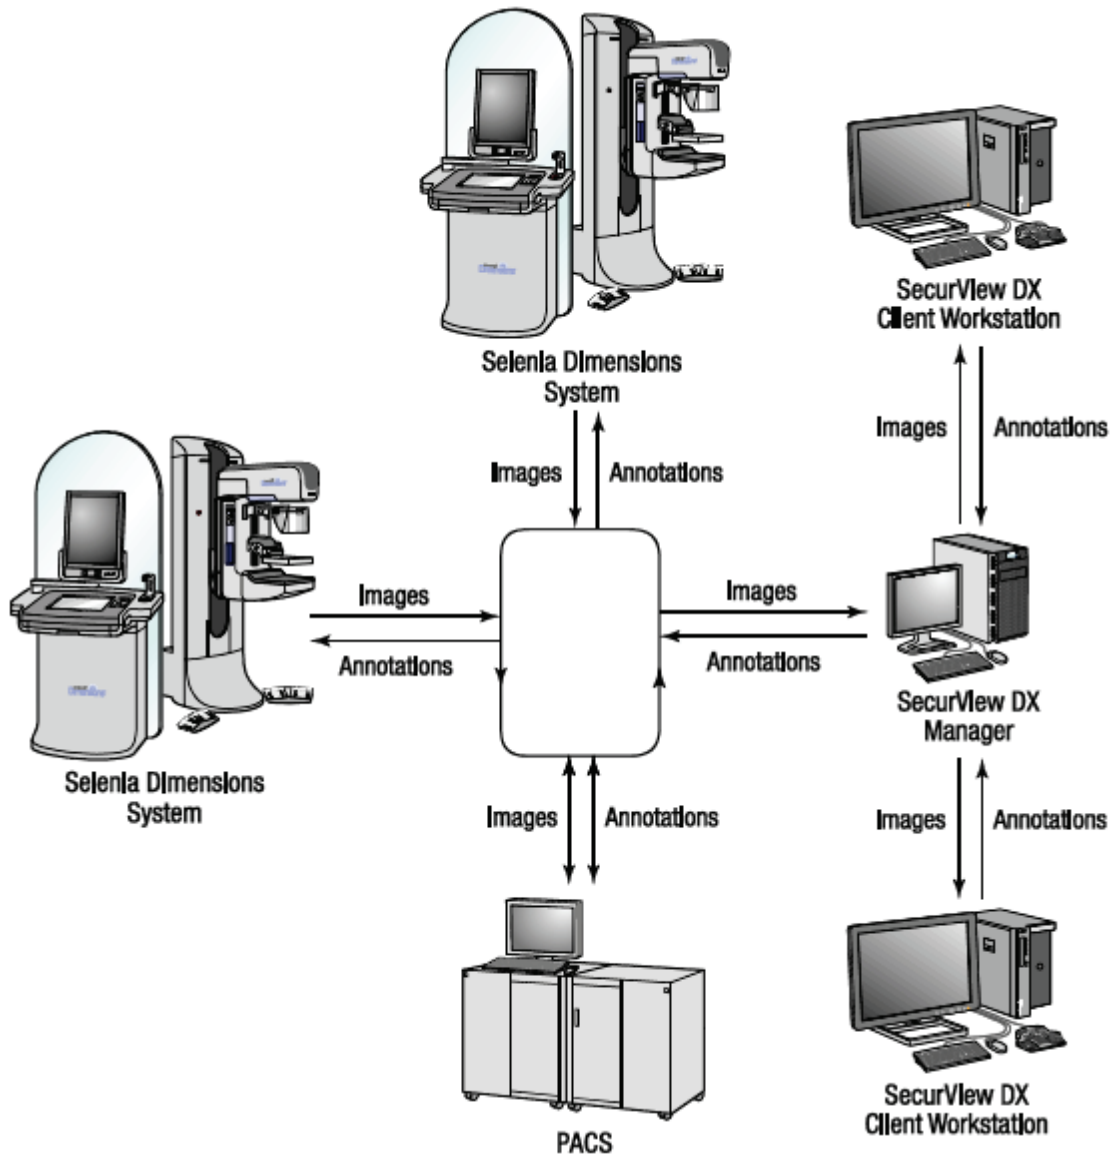 SecurView DX
Client Workstation
Selenia Dimensions
System
Images
Annotations
Images
Annotations
Images
Annotations
Images
Annotations
SecurView DX
Manager
Selenia Dimensions
System
Images
Annotations
Images
Annotations
SecurView DX
Client Workstation
PACS